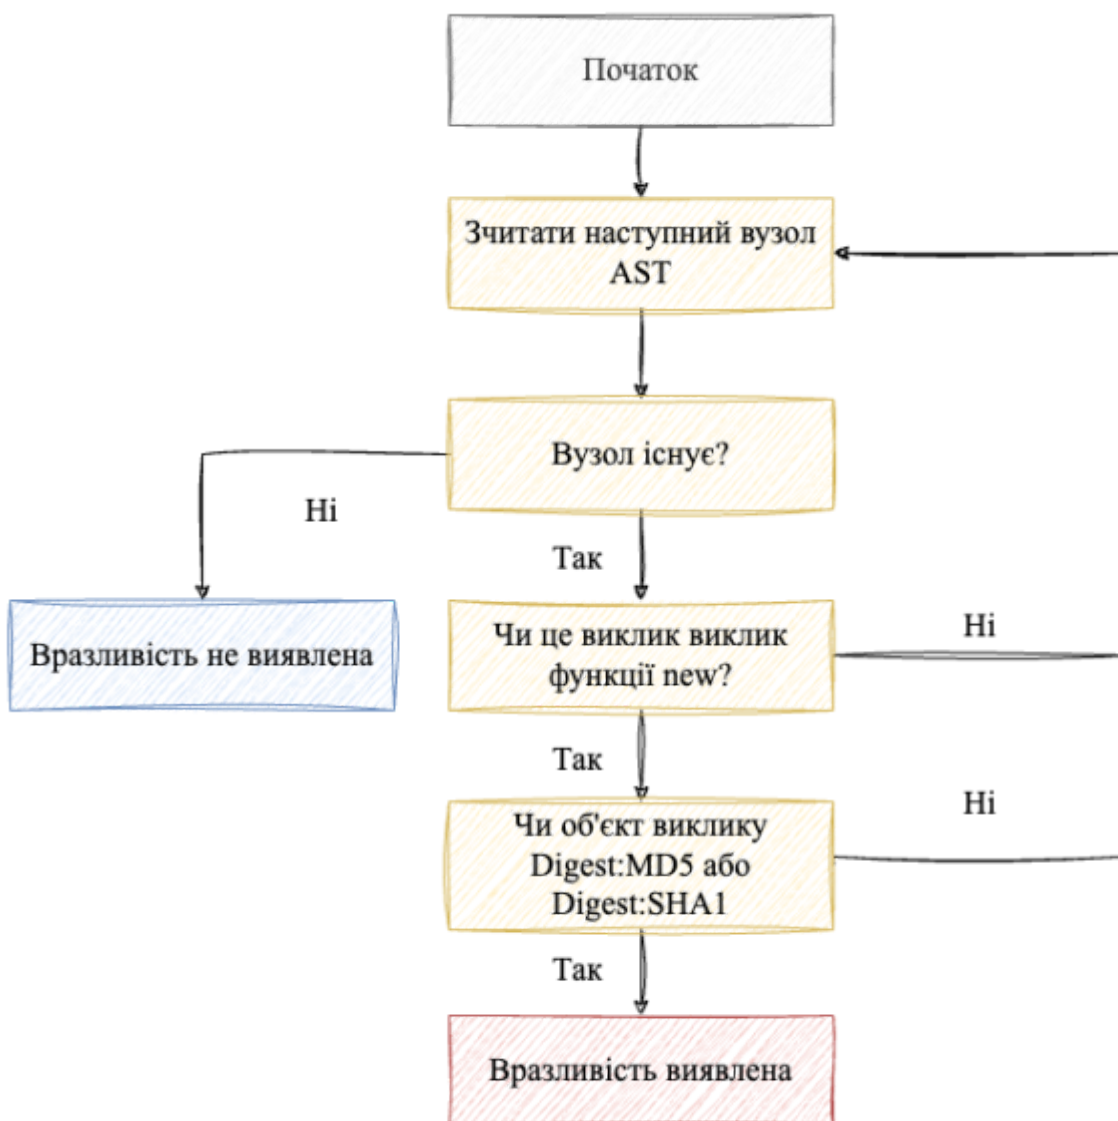 Початок
Зчитати наступний вузол
AST
Вузол існує?
Ні
Так
Вразливість не виявлена
Чи це виклик виклик
функції new?
Ні
Так
Чи об'єкт виклику
Digest:MD5 або
Digest:SHA1
Ні
Так
Вразливість виявлена